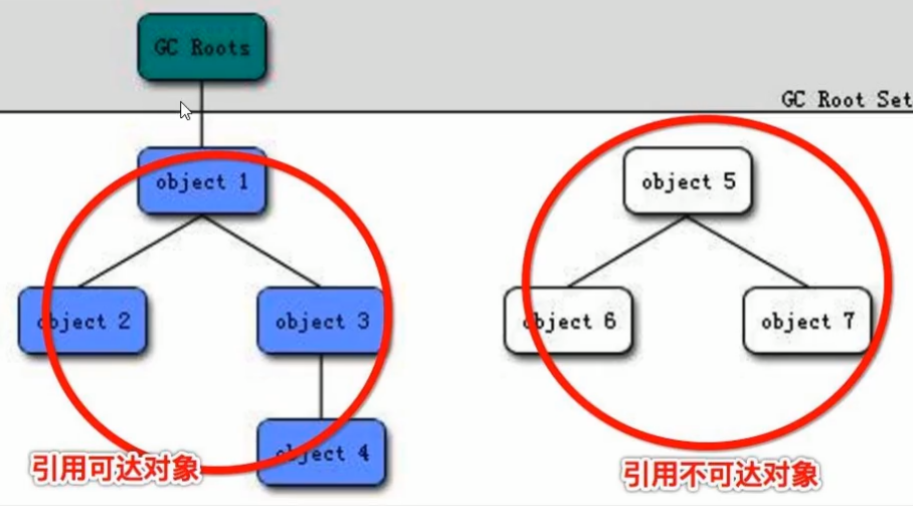 GC Roots
GC Root Set
object 1
object 5
object 2
object 3
object 6
object 7
object 4
引用可达对象
引用不可达对象